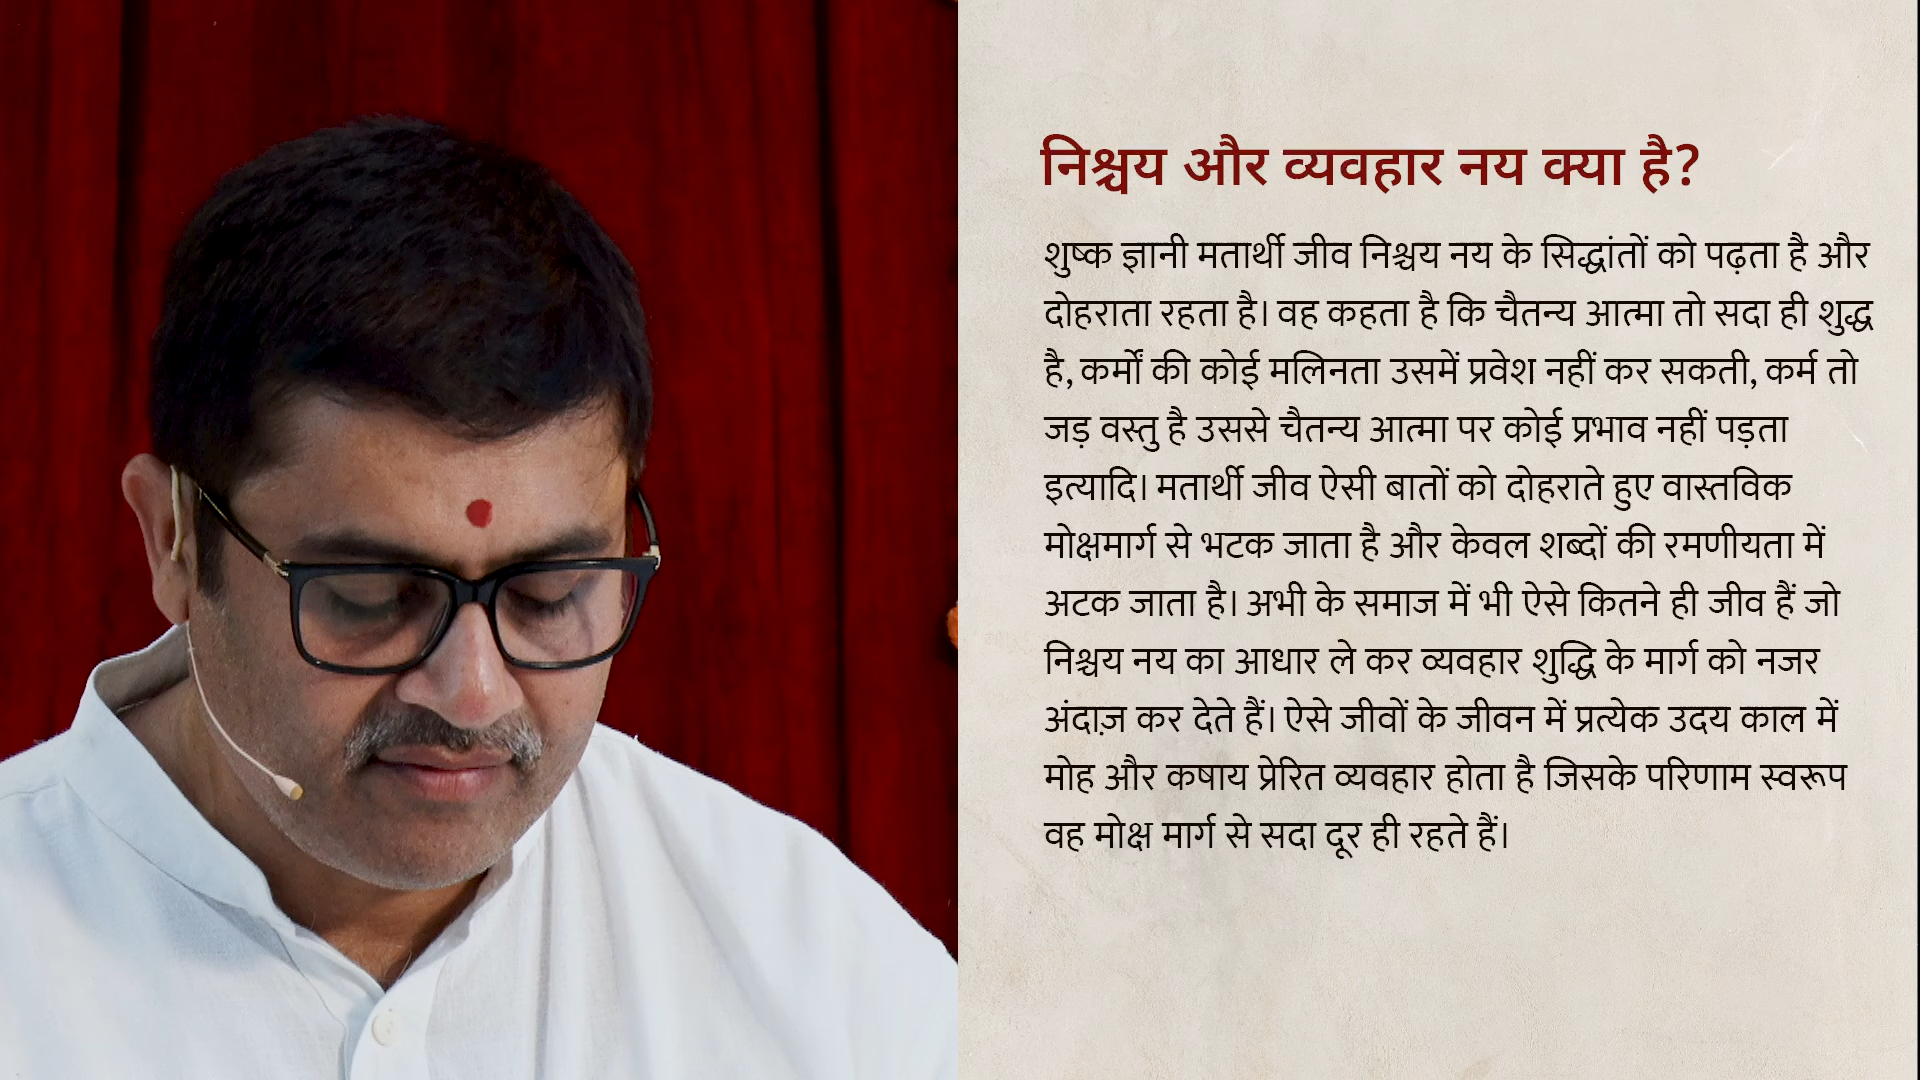 निश्चय और व्यवहार नय क्या है?
शुष्क ज्ञानी मतार्थी जीव निश्चय नय के सिद्धांतों को पढ़ता है और
दोहराता रहता है। वह कहता है कि चैतन्य आत्मा तो सदा ही शुद्ध
है, कर्मों की कोई मलिनता उसमें प्रवेश नहीं कर सकती, कर्म तो
जड़ वस्तु है उससे चैतन्य आत्मा पर कोई प्रभाव नहीं पड़ता
इत्यादि। मतार्थी जीव ऐसी बातों को दोहराते हुए वास्तविक
मोक्षमार्ग से भटक जाता है और केवल शब्दों की रमणीयता में
अटक जाता है। अभी के समाज में भी ऐसे कितने ही जीव हैं जो
निश्चय नय का आधार ले कर व्यवहार शुद्धि के मार्ग को नजर
अंदाज़ कर देते हैं। ऐसे जीवों के जीवन में प्रत्येक उदय काल में
मोह और कषाय प्रेरित व्यवहार होता है जिसके परिणाम स्वरूप
वह मोक्ष मार्ग से सदा दूर ही रहते हैं।